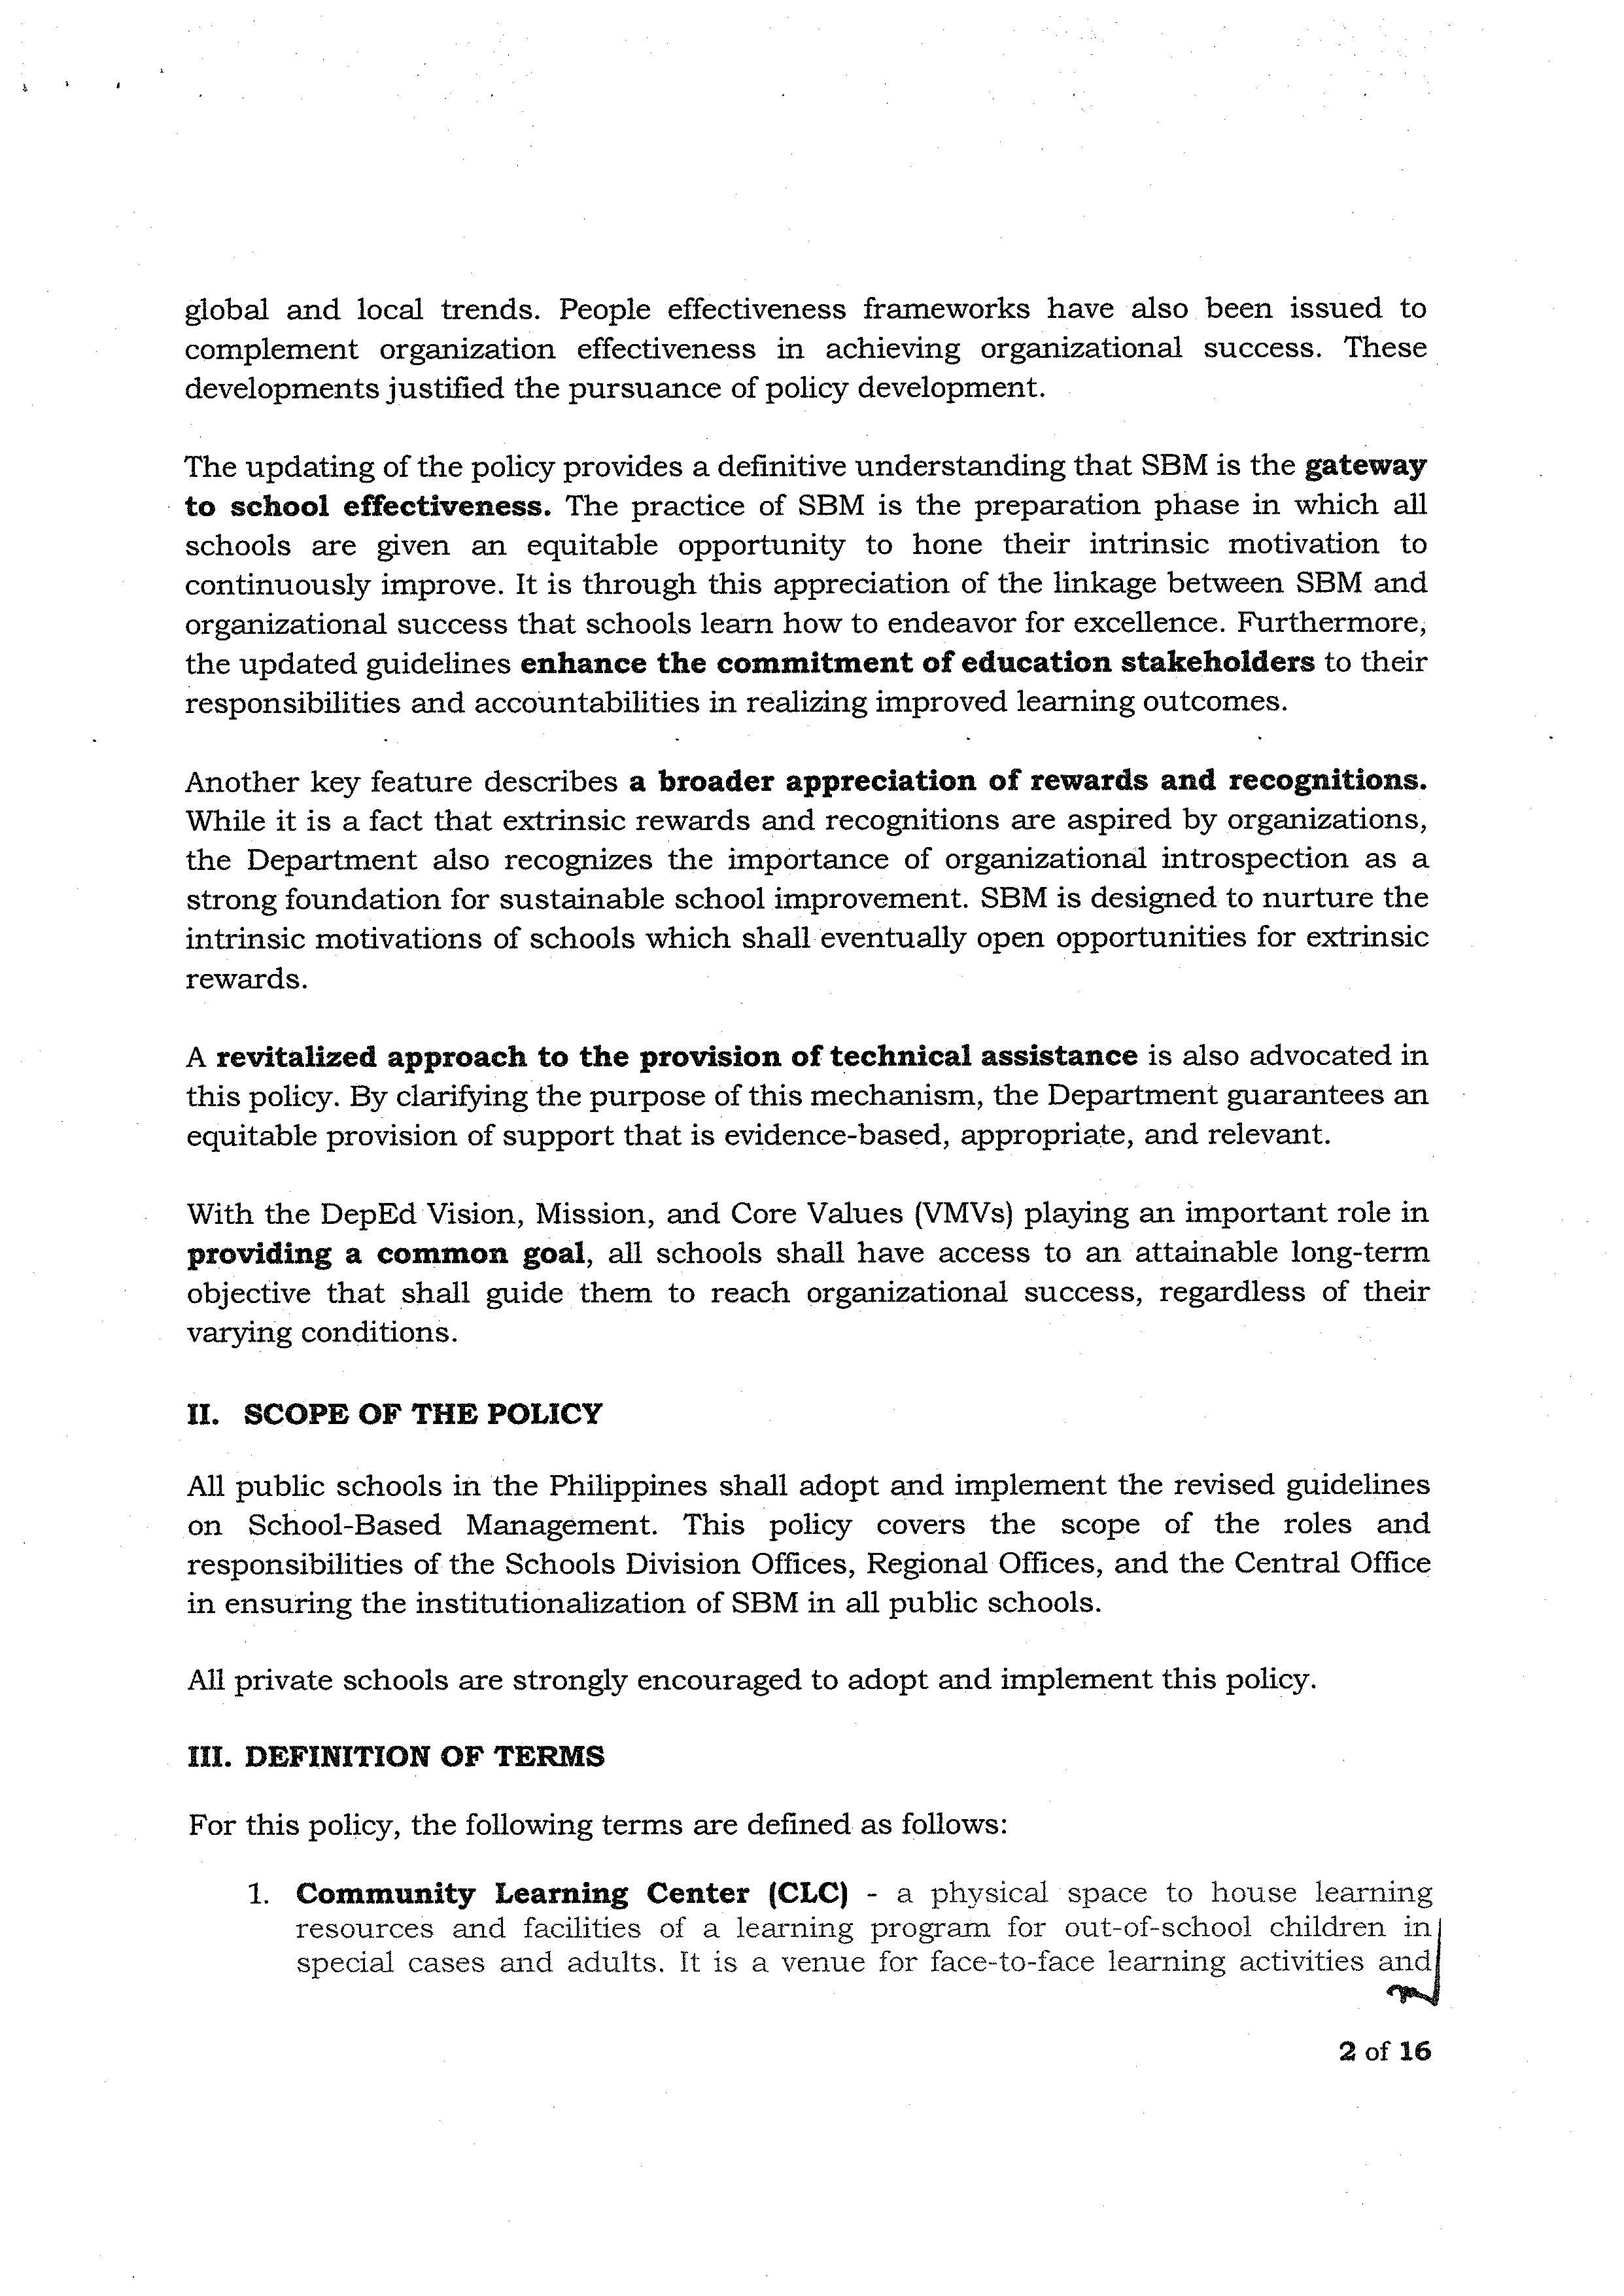 global and local trends. People effectiveness frameworks have also been issued to
complement organization effectiveness in achieving organizational success. These
developments justified the pursuance of policy development.
The updating of the policy provides a definitive understanding that SBM is the gateway
to school effectiveness. The practice of SBM is the preparation phase in which all
schools are given an equitable opportunity to hone their intrinsic motivation to
continuously improve. It is through this appreciation of the linkage between SBM and
organizational success that schools learn how to endeavor for excellence. Furthermore,
the updated guidelines enhance the commitment of education stakeholders to their
responsibilities and accountabilities in realizing improved learning outcomes.
Another key feature describes a broader appreciation of rewards and recognitions.
While it is a fact that extrinsic rewards and recognitions are aspired by organizations,
the Department also recognizes the importance of organizational introspection as a
strong foundation for sustainable school improvement. SBM is designed to nurture the
intrinsic motivations of schools which shall eventually open opportunities for extrinsic
rewards.
A revitalized approach to the provision of technical assistance is also advocated in
this policy. By clarifying the purpose of this mechanism, the Department guarantees an
equitable provision of support that is evidence-based, appropriate, and relevant.
With the DepEd Vision, Mission, and Core Values (VMVs) playing an important role in
providing a common goal, all schools shall have access to an attainable long-term
objective that shall guide them to reach organizational success, regardless of their
varying conditions.
II. SCOPE OF THE POLICY
All public schools in the Philippines shall adopt and implement the revised guidelines
on School-Based Management. This policy covers the scope of the roles and
responsibilities of the Schools Division Offices, Regional Offices, and the Central Office
in ensuring the institutionalization of SBM in all public schools.
All private schools are strongly encouraged to adopt and implement this policy.
III. DEFINITION OF TERMS
For this policy, the following terms are defined as follows:
1. Community Learning Center (CLC) - a physical space to house learning
resources and facilities of a learning program for out-of-school children in
special cases and adults. It is a venue for face-to-face learning activities and
2 of 16